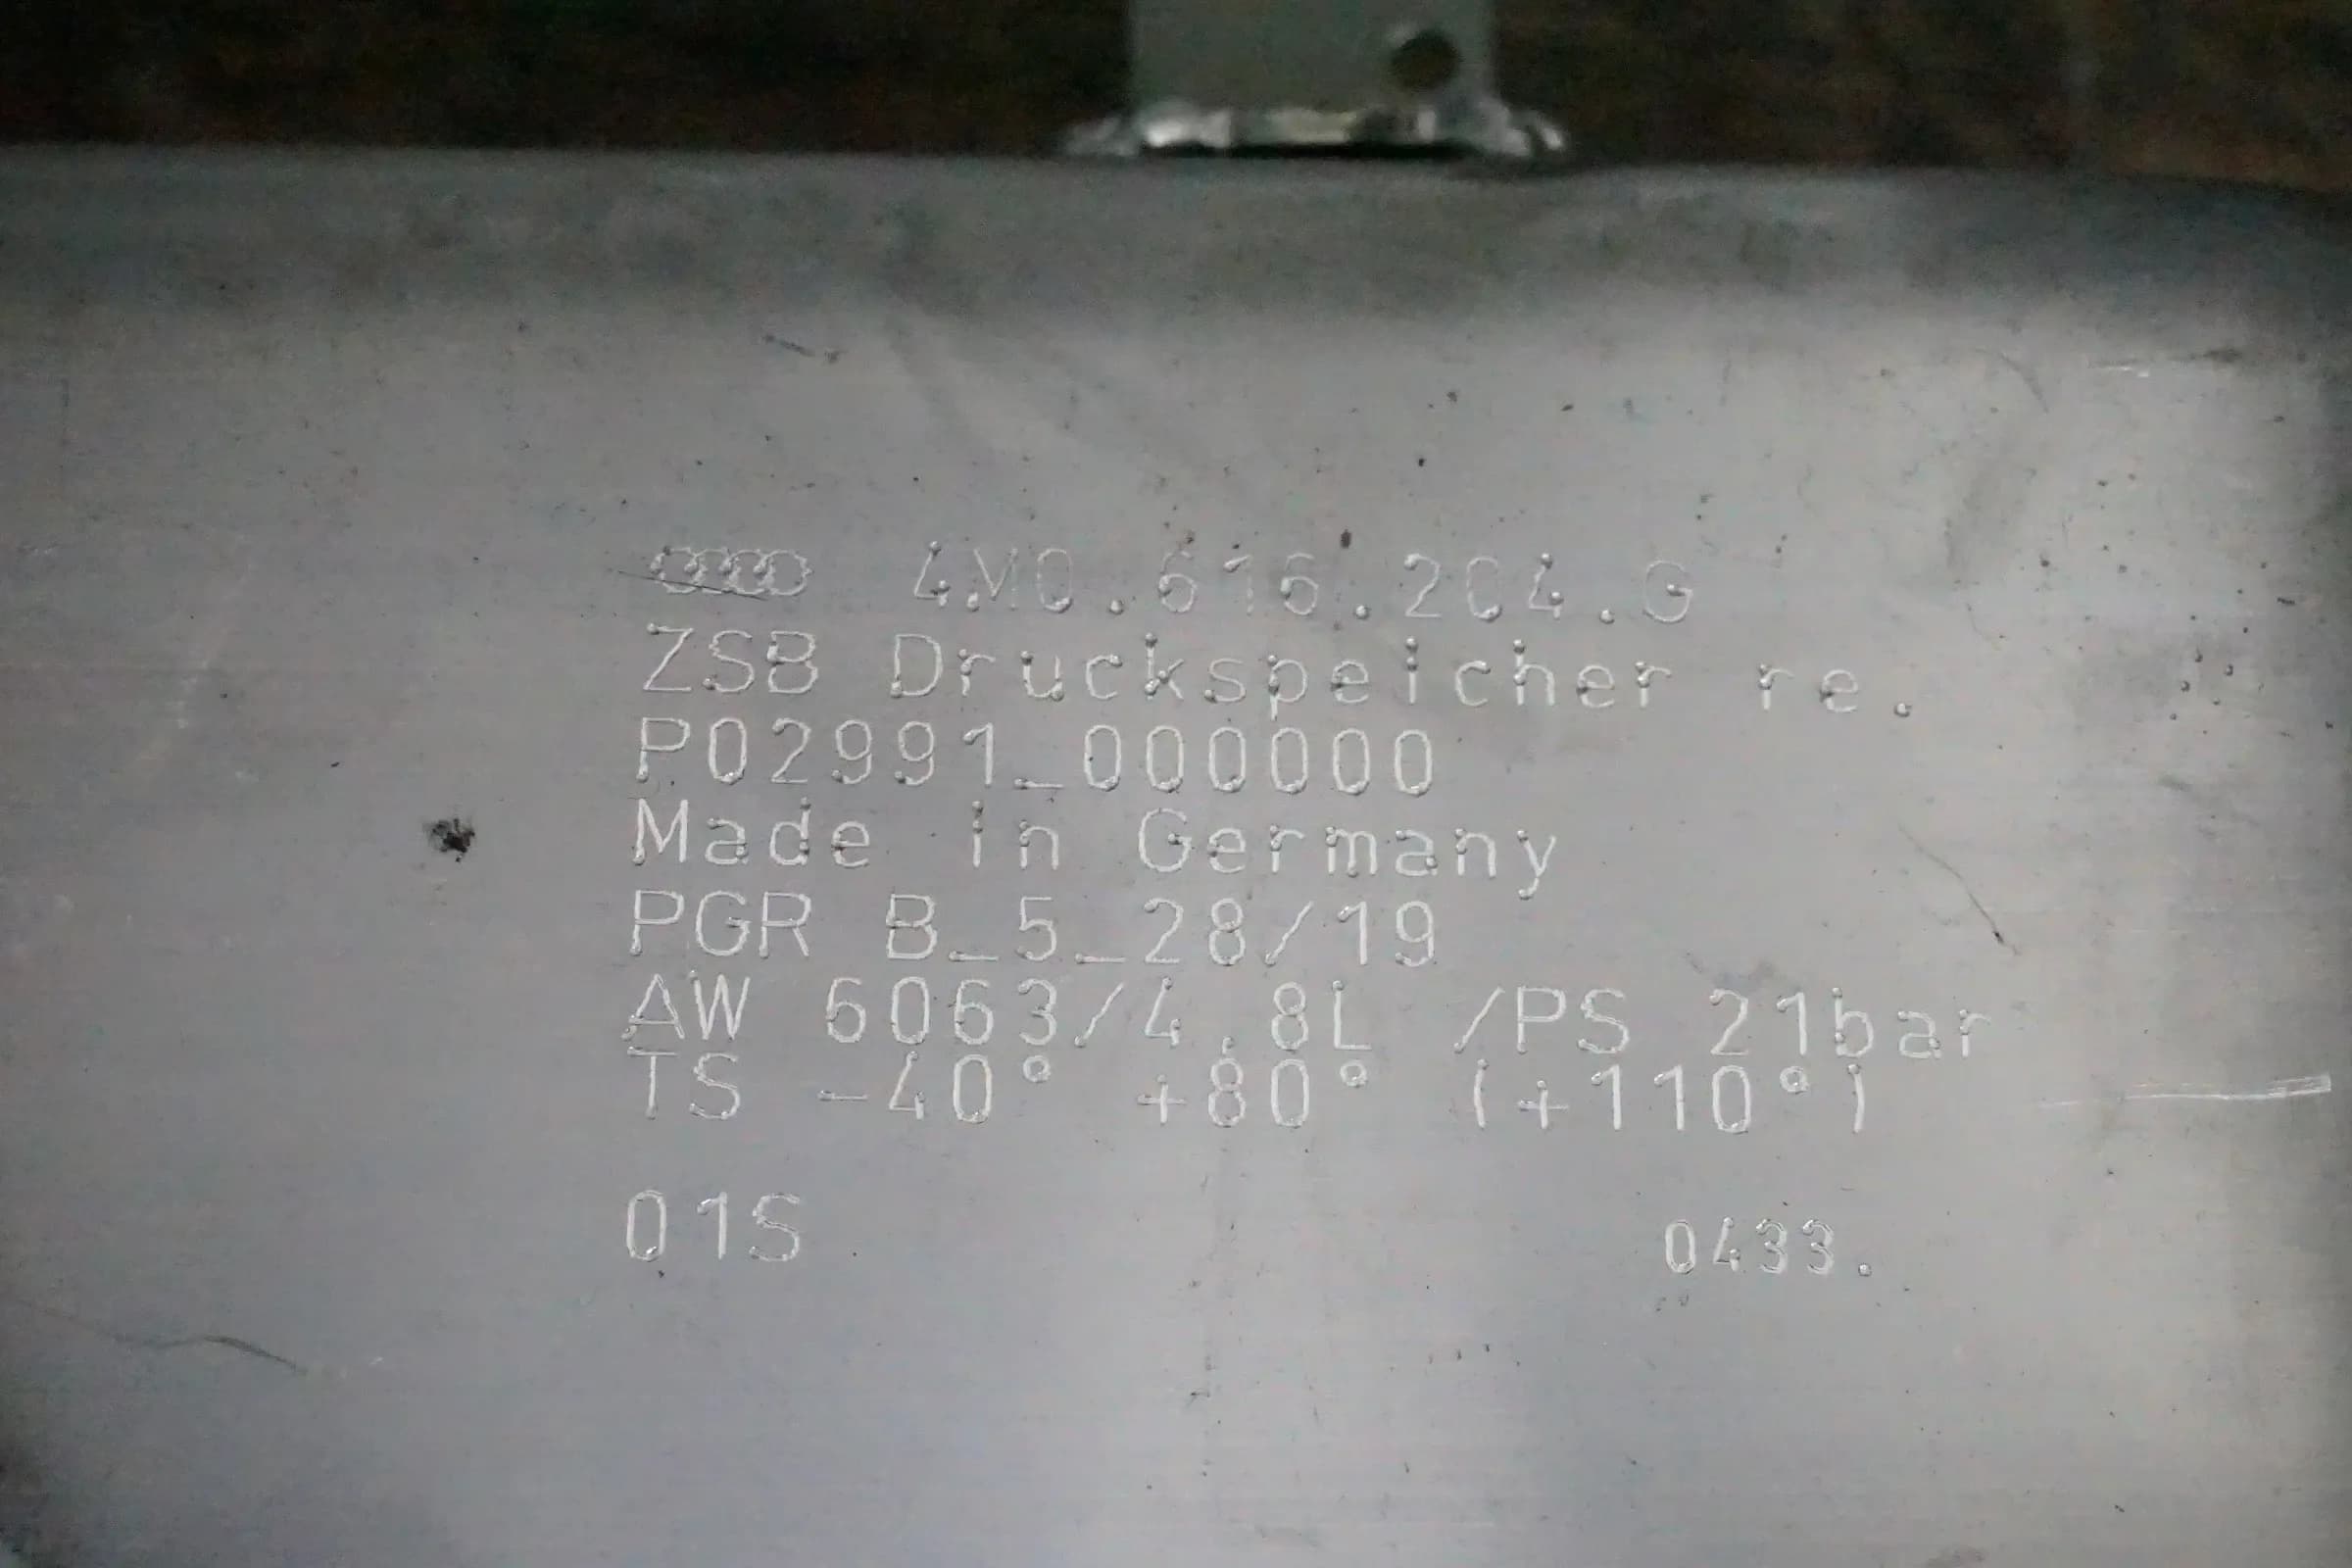 4M0.616.204.G
ZSB Druckspeicher re.
P02991_000000
Made in Germany
PGR B_5_28/19
AW 6063/4.8L /PS 21bar
TS -40° +80° (+110°)
01S 0433.